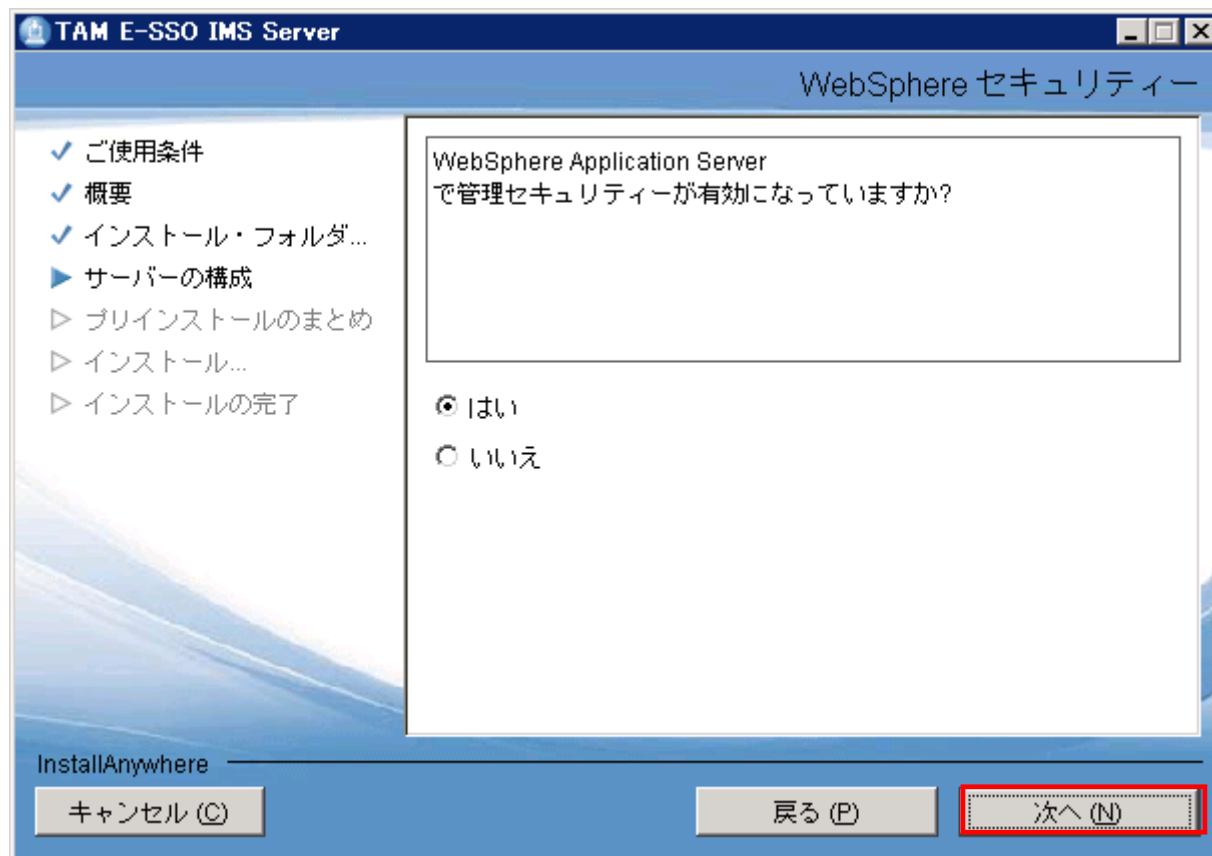 TAM E-SSO IMS Server
WebSphere セキュリティー
ご使用条件
概要
インストール・フォルダ...
サーバーの構成
プリインストールのまとめ
インストール...
インストールの完了
WebSphere Application Server
で管理セキュリティーが有効になっていますか?
はい
いいえ
InstallAnywhere
キャンセル (C)
戻る (P)
次へ (N)